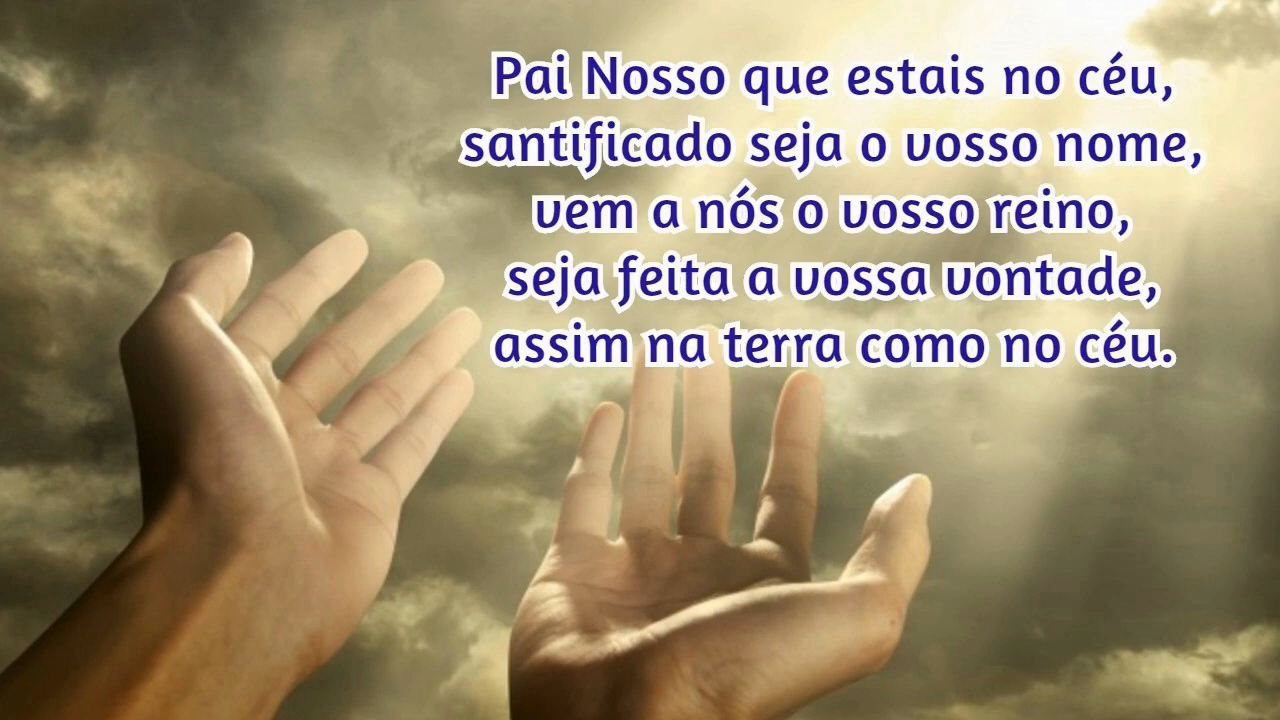 Pai Nosso que estais no céu,
santificado seja o vosso nome,
vem a nós o vosso reino,
seja feita a vossa vontade,
assim na terra como no céu.